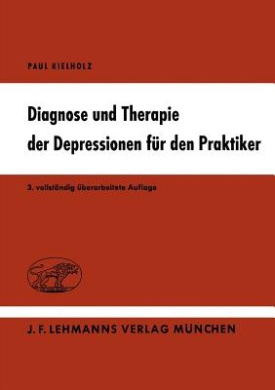 PAUL KIELHOLZ
Diagnose und Therapie
der Depressionen für den Praktiker
3. vollständig überarbeitete Auflage
J. F. LEHMANNS VERLAG MÜNCHEN